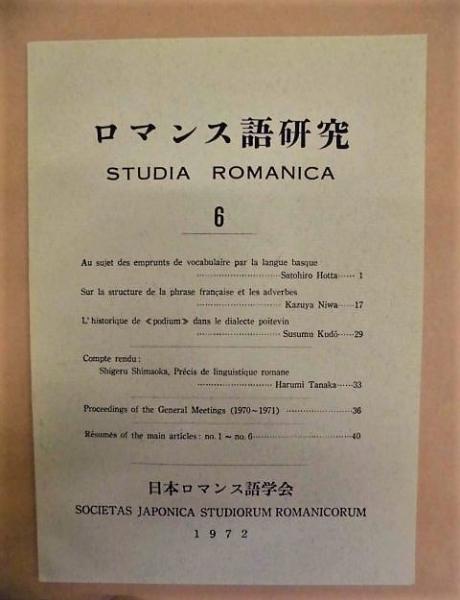 ロマンス語研究
STUDIA ROMANICA
6
Au sujet des emprunts de vocabulaire par la langue basque
……………………………Satohiro Hotta…… 1
Sur la structure de la phrase française et les adverbes
……………………………Kazuya Niwa……17
L'historique de ≪podium≫ dans le dialecte poitevin
……………………………Susumu Kudô……29
Compte rendu:
Shigeru Shimaoka, Précis de linguistique romane
…………………………Harumi Tanaka……33
Proceedings of the General Meetings (1970~1971) ……………………36
Résumés of the main articles: no. 1 ~ no. 6………………………………40
日本ロマンス語学会
SOCIETAS JAPONICA STUDIORUM ROMANICORUM
1972